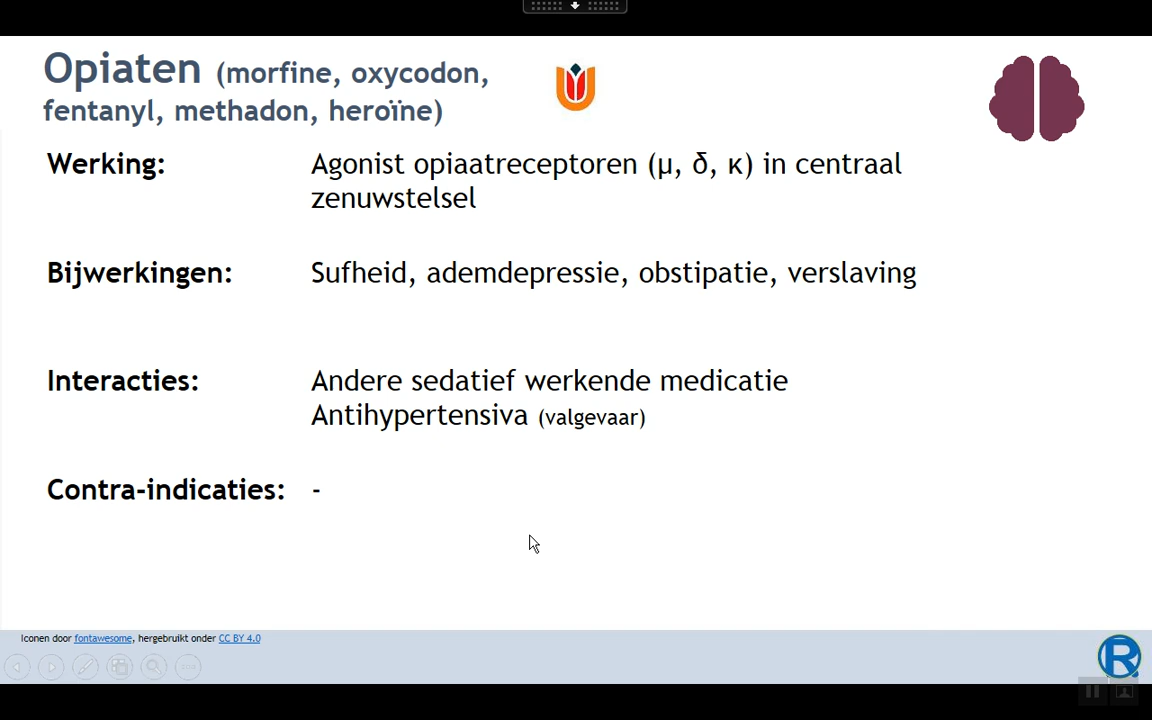 Opiaten (morfine, oxycodon,
fentanyl, methadon, heroïne)
Werking: Agonist opiaatreceptoren (μ, δ, κ) in centraal
zenuwstelsel
Bijwerkingen: Sufheid, ademdepressie, obstipatie, verslaving
Interacties: Andere sedatief werkende medicatie
Antihypertensiva (valgevaar)
Contra-indicaties: -
Iconen door fontawesome, hergebruikt onder CC BY 4.0
R